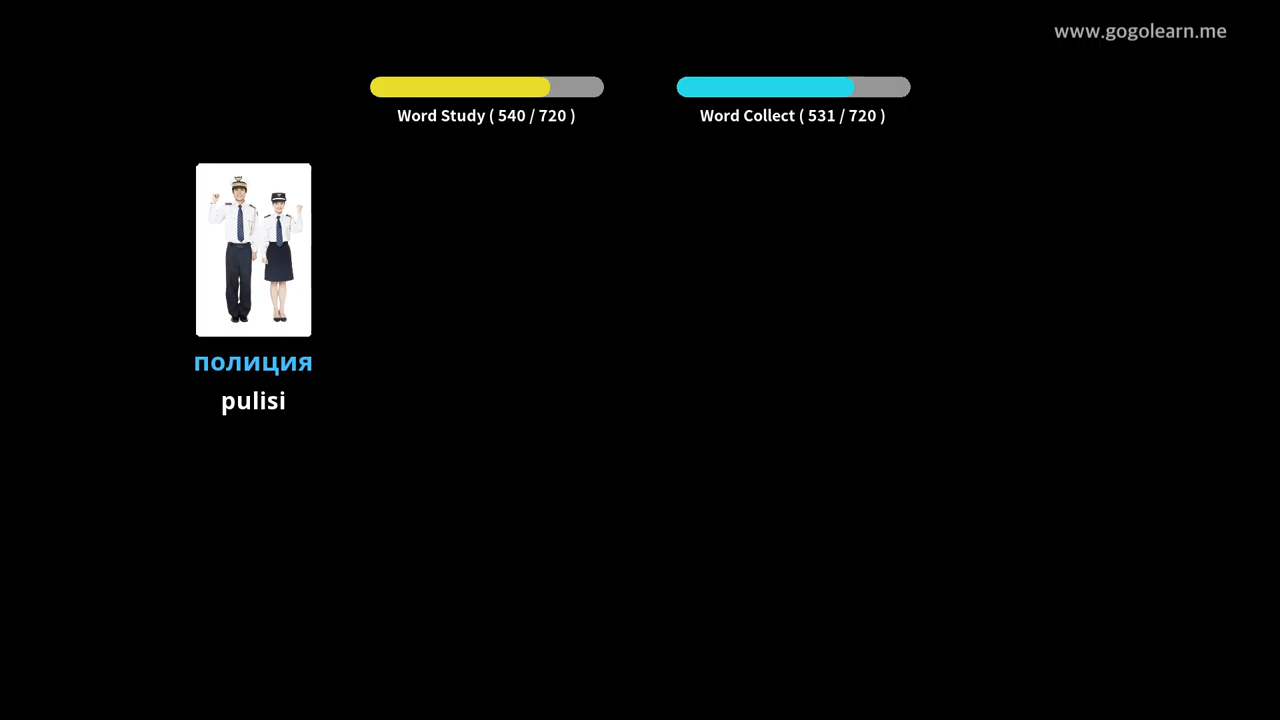 www.gogolearn.me
Word Study ( 540 / 720 )
Word Collect ( 531 / 720 )
полиция
pulisi